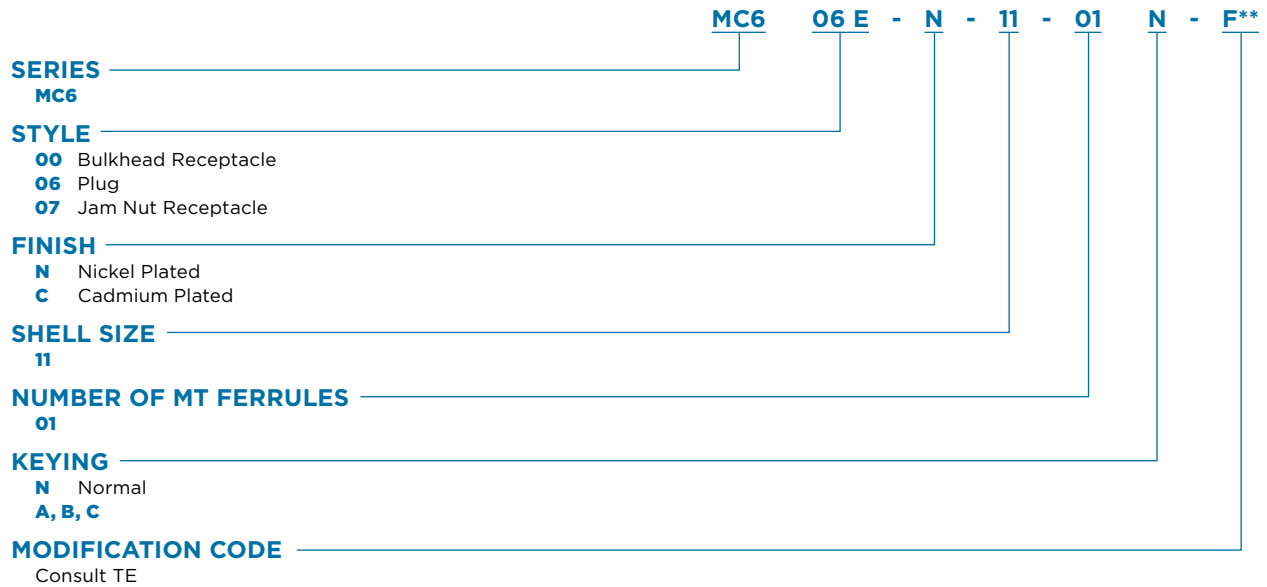 MC6 06 E - N - 11 - 01 N - F**
SERIES
MC6
STYLE
00 Bulkhead Receptacle
06 Plug
07 Jam Nut Receptacle
FINISH
N Nickel Plated
C Cadmium Plated
SHELL SIZE
11
NUMBER OF MT FERRULES
01
KEYING
N Normal
A, B, C
MODIFICATION CODE
Consult TE